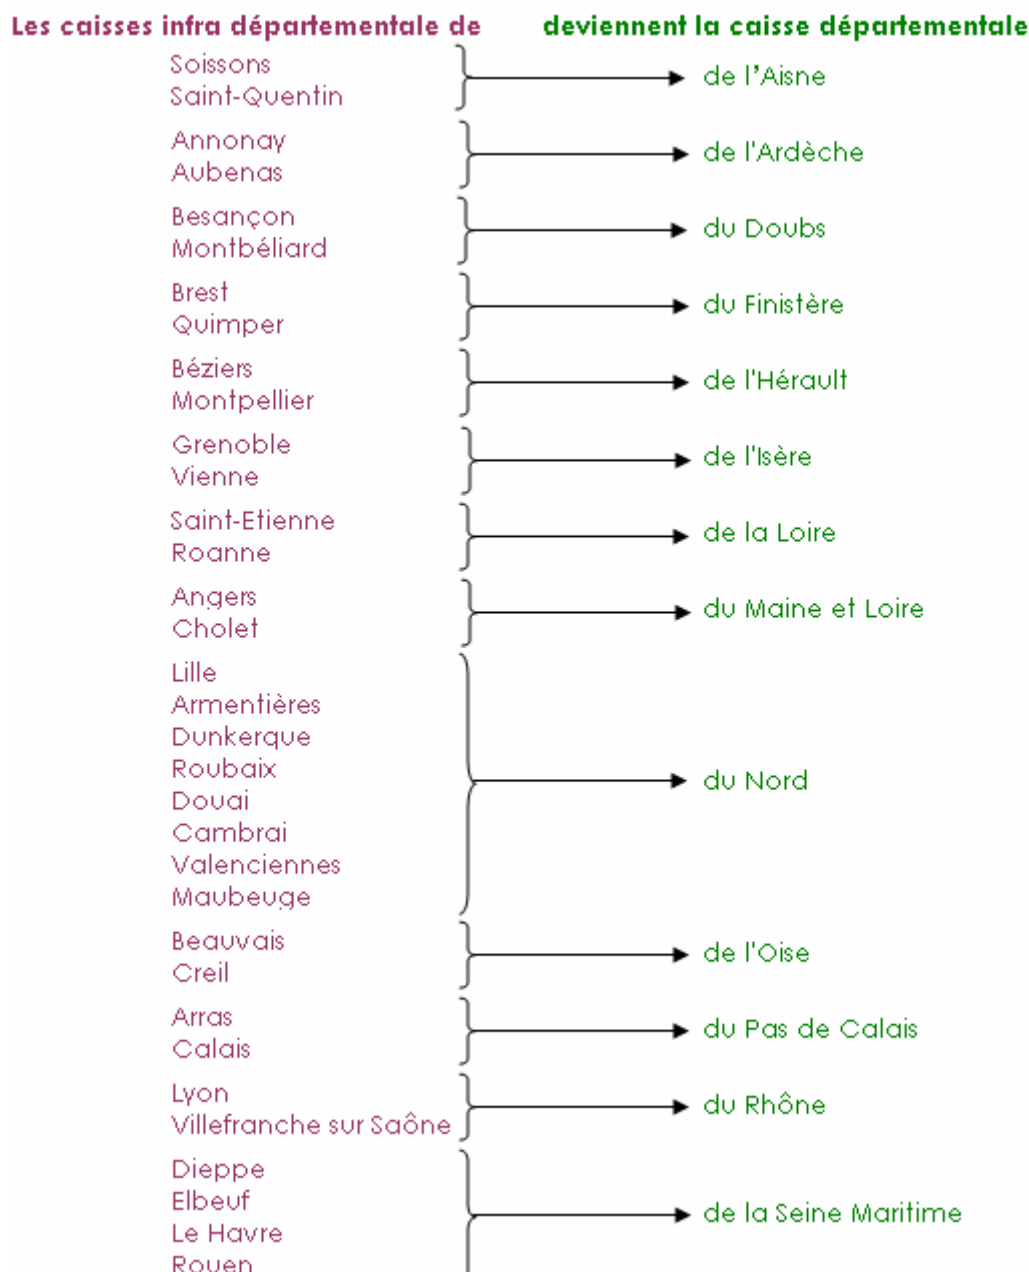 Les caisses infra départementale de deviennent la caisse départementale
Soissons
Saint-Quentin
de l'Aisne
Annonay
Aubenas
de l'Ardèche
Besançon
Montbéliard
du Doubs
Brest
Quimper
du Finistère
Béziers
Montpellier
de l'Hérault
Grenoble
Vienne
de l'Isère
Saint-Etienne
Roanne
de la Loire
Angers
Cholet
du Maine et Loire
Lille
Armentières
Dunkerque
Roubaix
Douai
Cambrai
Valenciennes
Maubeuge
du Nord
Beauvais
Creil
de l'Oise
Arras
Calais
du Pas de Calais
Lyon
Villefranche sur Saône
du Rhône
Dieppe
Elbeuf
Le Havre
Rouen
de la Seine Maritime